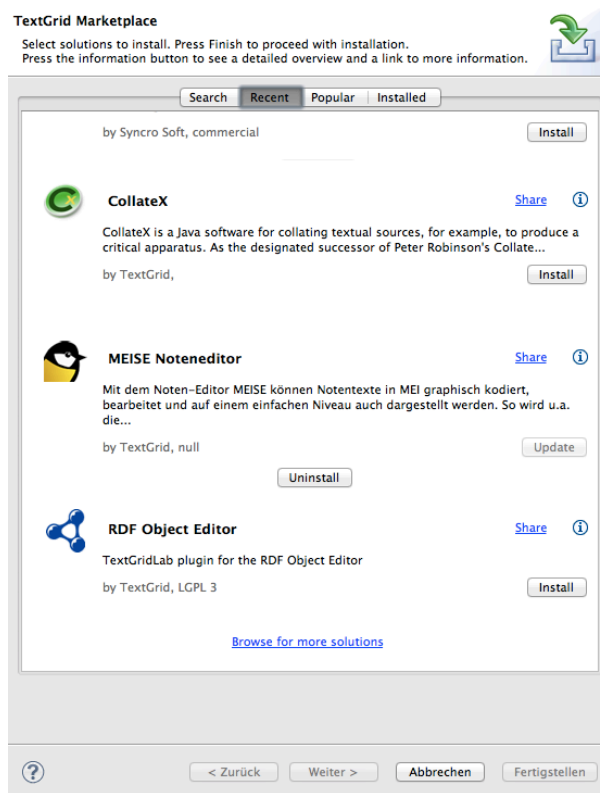 TextGrid Marketplace
Select solutions to install. Press Finish to proceed with installation.
Press the information button to see a detailed overview and a link to more information.
Search Recent Popular Installed
by Syncro Soft, commercial Install
CollateX Share
CollateX is a Java software for collating textual sources, for example, to produce a
critical apparatus. As the designated successor of Peter Robinson's Collate...
by TextGrid, Install
MEISE Noteneditor Share
Mit dem Noten-Editor MEISE können Notentexte in MEI graphisch kodiert,
bearbeitet und auf einem einfachen Niveau auch dargestellt werden. So wird u.a.
die...
by TextGrid, null Update
Uninstall
RDF Object Editor Share
TextGridLab plugin for the RDF Object Editor
by TextGrid, LGPL 3 Install
Browse for more solutions
? < Zurück Weiter > Abbrechen Fertigstellen